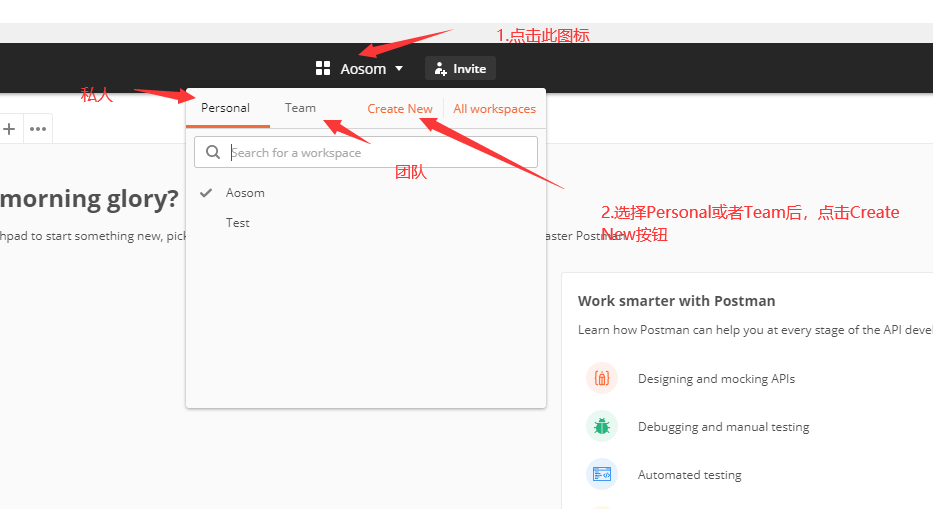 1.点击此图标
Aosom
Invite
私人
Personal
Team
Create New
All workspaces
Search for a workspace
团队
Aosom
Test
morning glory?
2.选择Personal或者Team后，点击Create
New按钮
hpad to start something new, pick
aster Postman
Work smarter with Postman
Learn how Postman can help you at every stage of the API deve
Designing and mocking APIs
Debugging and manual testing
Automated testing